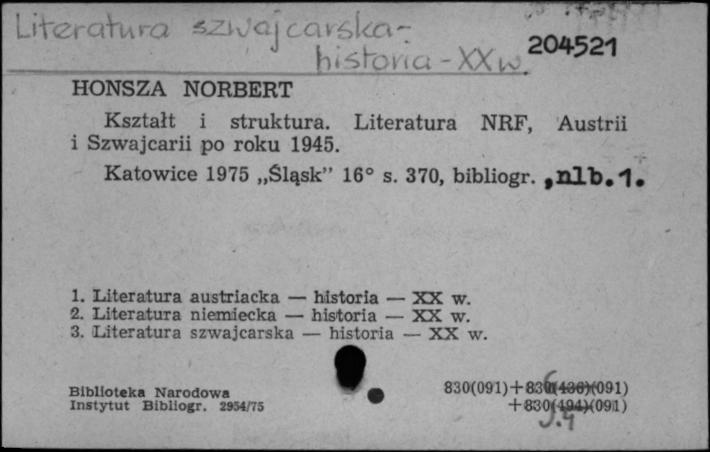 Literatura szwajcarska-
historia - XX w.
204521
HONSZA NORBERT
Kształt i struktura. Literatura NRF, Austrii
i Szwajcarii po roku 1945.
Katowice 1975 „Śląsk” 16° s. 370, bibliogr. , nlb. 1.
1. Literatura austriacka — historia — XX w.
2. Literatura niemiecka — historia — XX w.
3. Literatura szwajcarska — historia — XX w.
Biblioteka Narodowa
Instytut Bibliogr. 2954/75
830(091)+830(436)(091)
+830(494)(091)